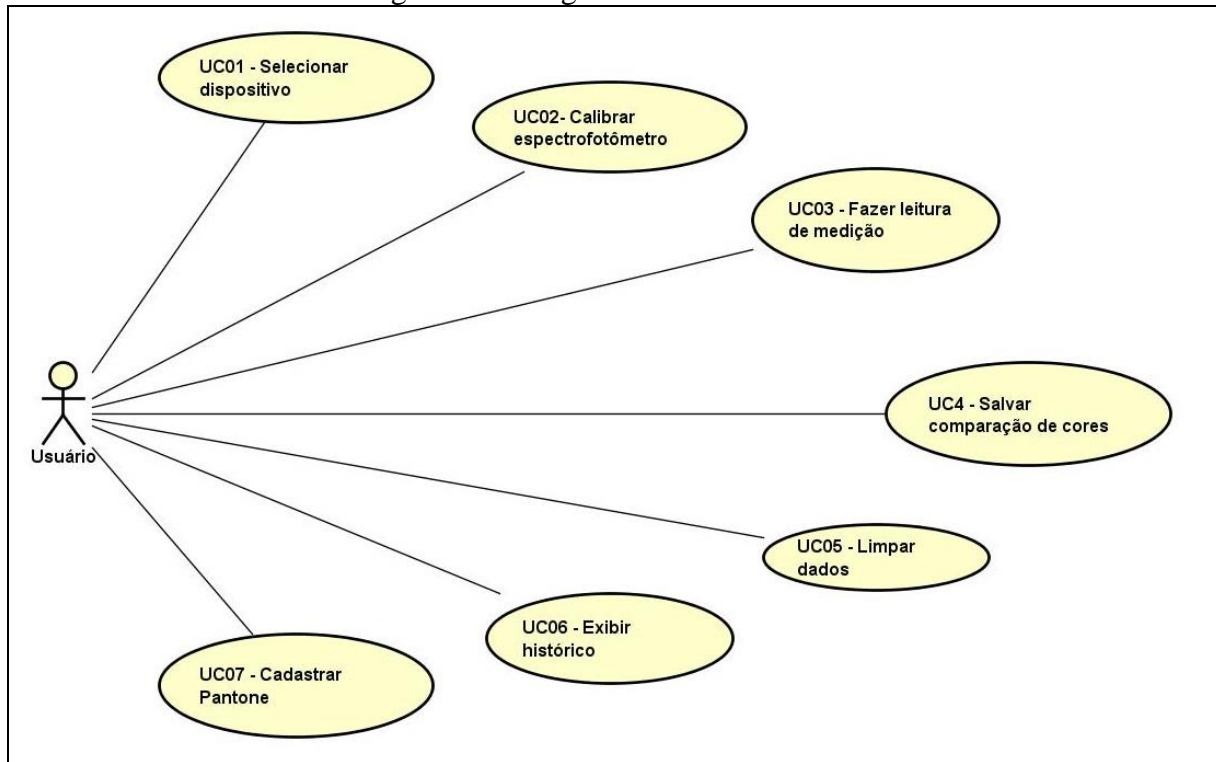 UC01 - Selecionar
dispositivo
UC02- Calibrar
espectrofotômetro
UC03 - Fazer leitura
de medição
UC4 - Salvar
comparação de cores
Usuário
UC05 - Limpar
dados
UC06 - Exibir
histórico
UC07 - Cadastrar
Pantone